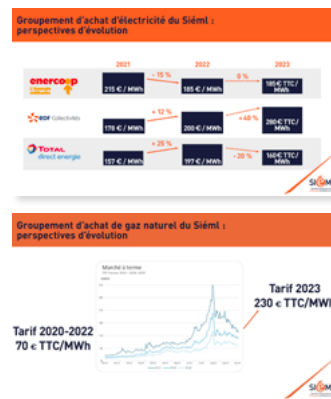 Groupement d'achat d'électricité du Siéml :
perspectives d'évolution
2021 2022 2023
enercoop
215 € / MWh
- 15 %
185 € / MWh
0 %
185 € TTC /
MWh
EDF Collectivités
178 € / MWh
+ 12 %
200 € / MWh
+40 %
280 € TTC /
MWh
TOTAL
direct energie
157 € / MWh
+ 25 %
197 € / MWh
- 20 %
160 € TTC /
MWh
Groupement d'achat de gaz naturel du Siéml :
perspectives d'évolution
Marché à terme
Tarif 2023
230 € TTC/MWh
Tarif 2020-2022
70 € TTC/MWh